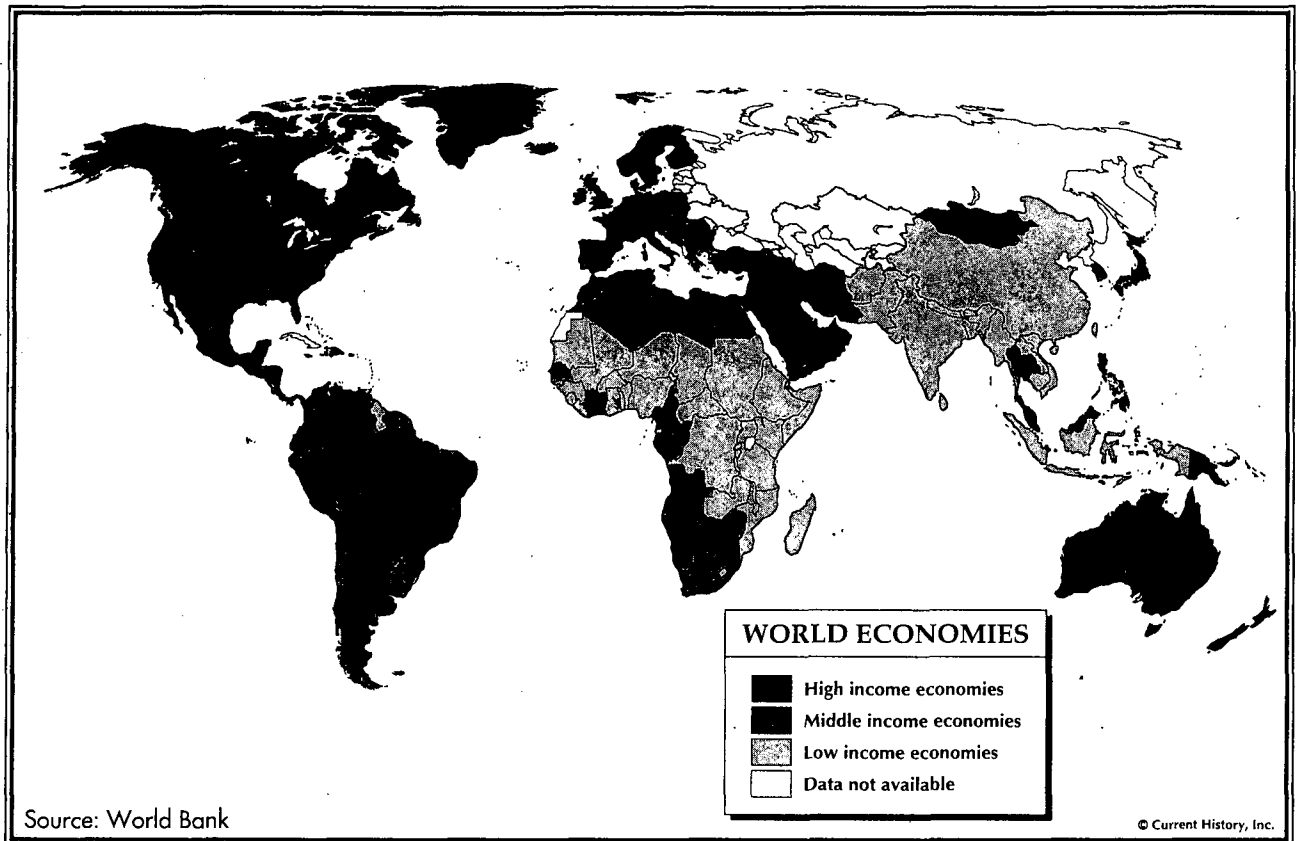 WORLD ECONOMIES
High income economies
Middle income economies
Low income economies
Data not available
Source: World Bank
© Current History, Inc.